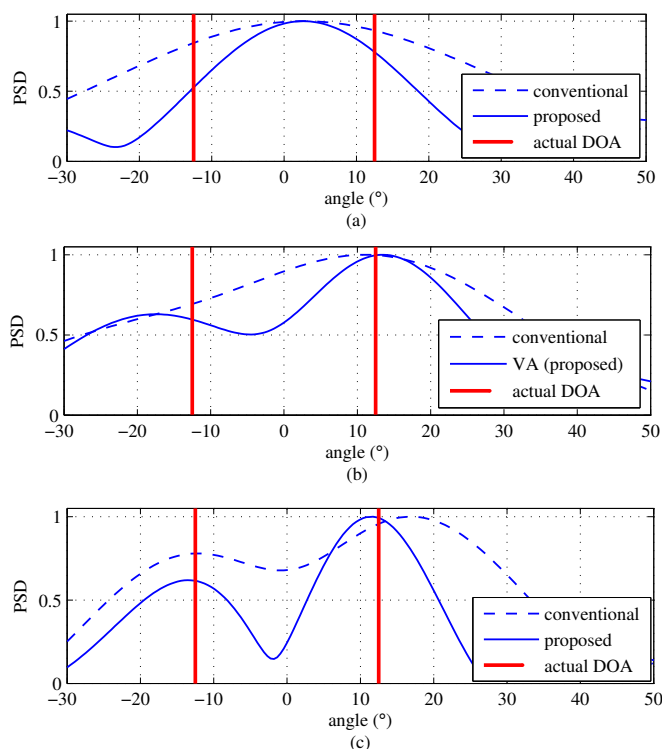 1
0.5
0
PSD
−30 −20 −10 0 10 20 30 40 50
angle (°)
conventional
proposed
actual DOA
(a)
1
0.5
0
PSD
−30 −20 −10 0 10 20 30 40 50
angle (°)
conventional
VA (proposed)
actual DOA
(b)
1
0.5
0
PSD
−30 −20 −10 0 10 20 30 40 50
angle (°)
conventional
proposed
actual DOA
(c)